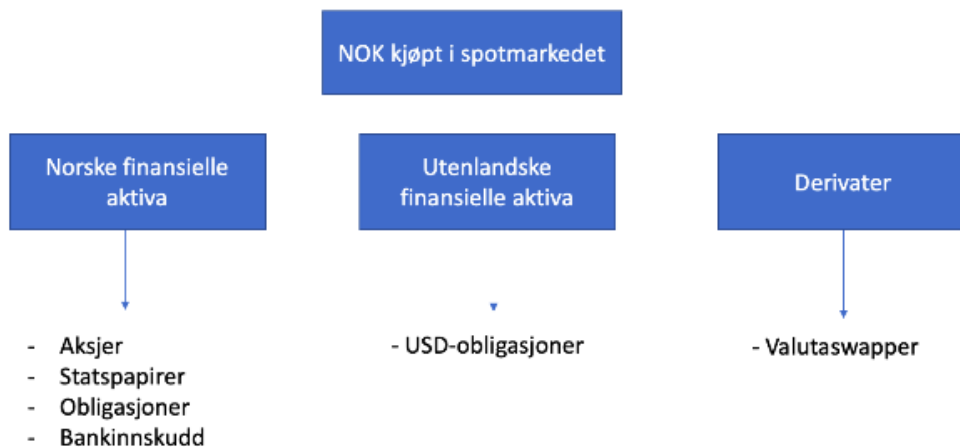 NOK kjøpt i spotmarkedet
Norske finansielle
aktiva
Utenlandske
finansielle aktiva
Derivater
- Aksjer
- Statspapirer
- Obligasjoner
- Bankinnskudd
- USD-obligasjoner
- Valutaswapper